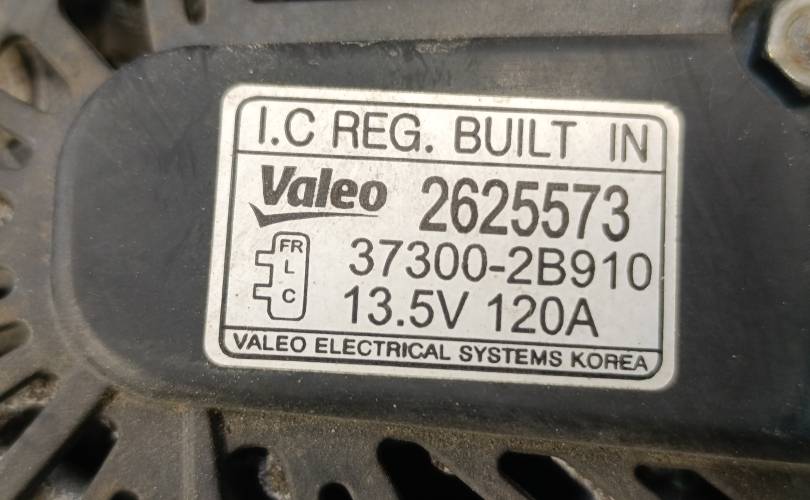 I.C REG. BUILT IN
Valeo 2625573
FR
L
C
37300-2B910
13.5V 120A
VALEO ELECTRICAL SYSTEMS KOREA